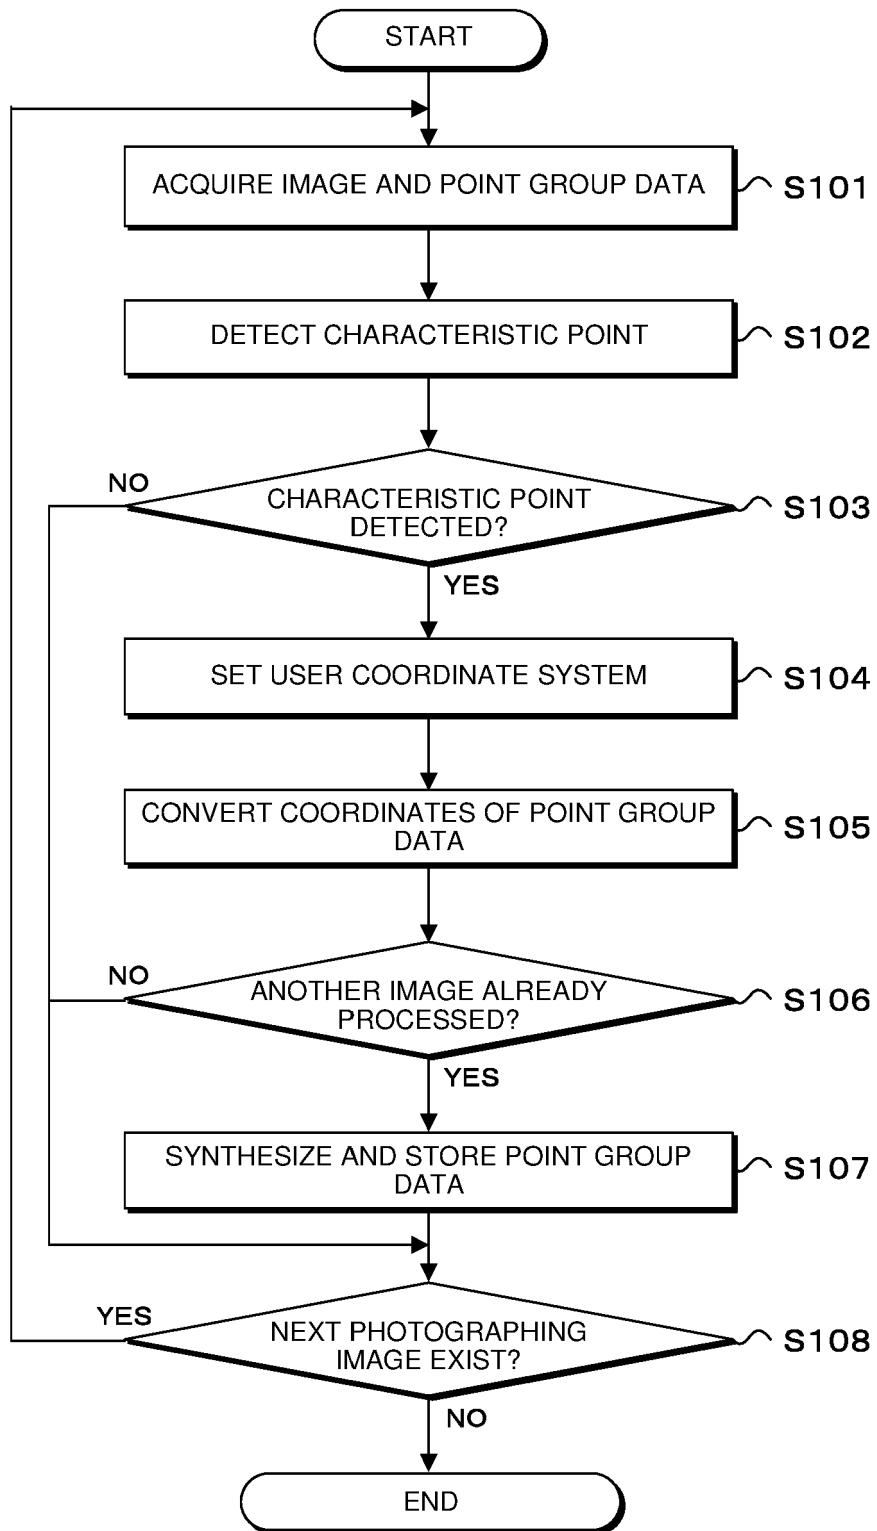 START
ACQUIRE IMAGE AND POINT GROUP DATA
S101
DETECT CHARACTERISTIC POINT
S102
NO
CHARACTERISTIC POINT
DETECTED?
S103
YES
SET USER COORDINATE SYSTEM
S104
CONVERT COORDINATES OF POINT GROUP
DATA
S105
NO
ANOTHER IMAGE ALREADY
PROCESSED?
S106
YES
SYNTHESIZE AND STORE POINT GROUP
DATA
S107
YES
NEXT PHOTOGRAPHING
IMAGE EXIST?
S108
NO
END